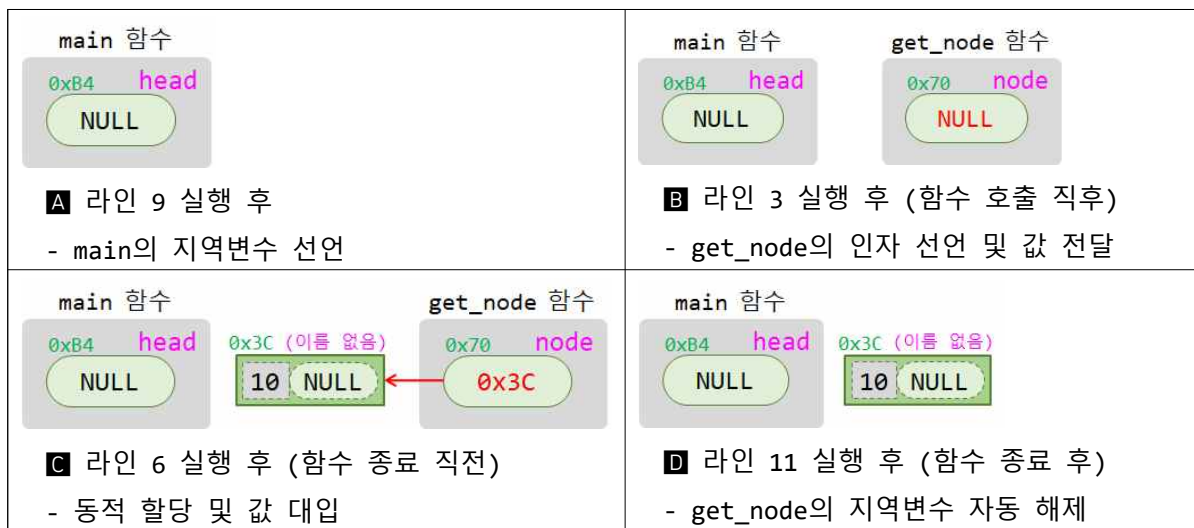 main 함수
0xB4 head
NULL
A 라인 9 실행 후
- main의 지역변수 선언
main 함수 get_node 함수
0xB4 head 0x70 node
NULL NULL
B 라인 3 실행 후 (함수 호출 직후)
- get_node의 인자 선언 및 값 전달
main 함수 get_node 함수
0xB4 head 0x3C (이름 없음) 0x70 node
NULL 10 NULL 0x3C
C 라인 6 실행 후 (함수 종료 직전)
- 동적 할당 및 값 대입
main 함수
0xB4 head 0x3C (이름 없음)
NULL 10 NULL
D 라인 11 실행 후 (함수 종료 후)
- get_node의 지역변수 자동 해제